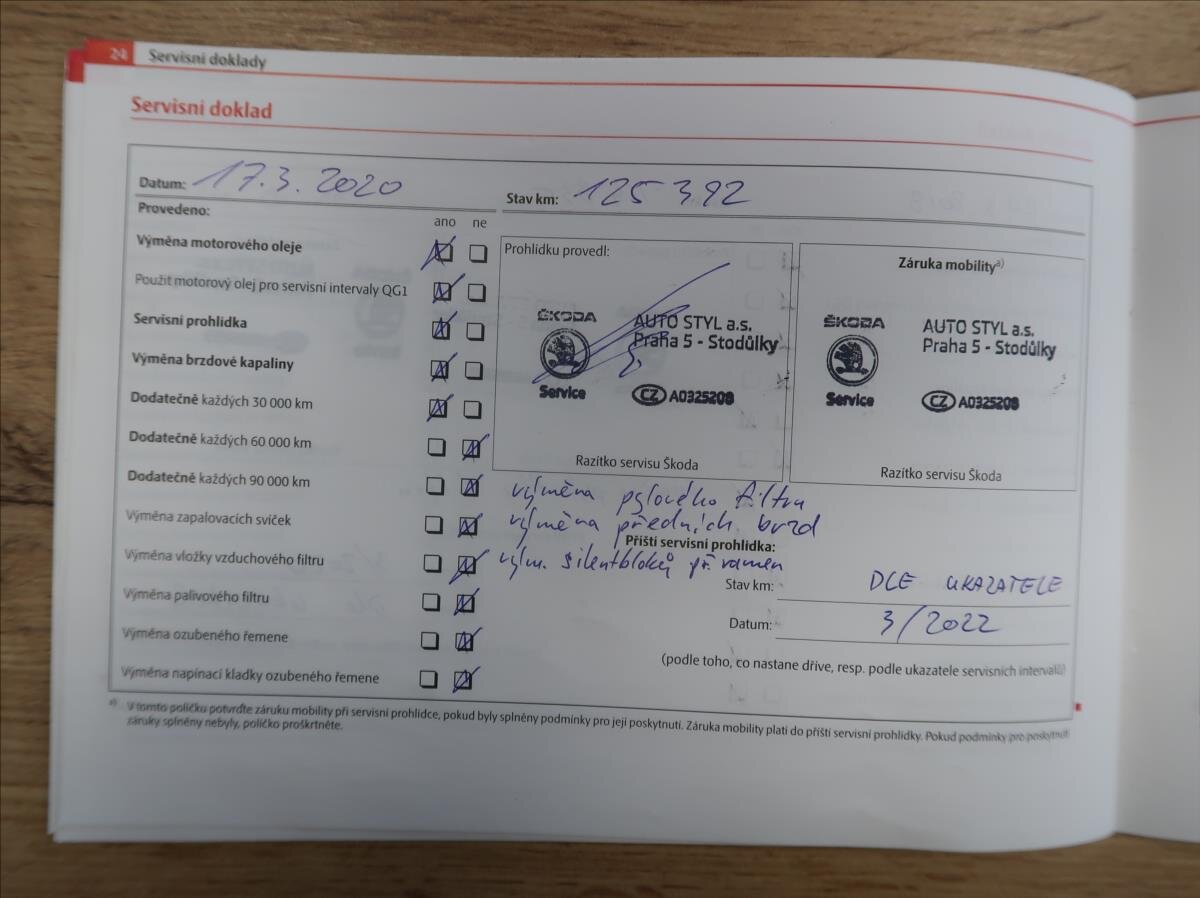 24 Servisní doklady
Servisní doklad
Datum: 17.3. 2020
Stav km: 125 392
Provedeno:
ano ne
Výměna motorového oleje
Použit motorový olej pro servisní intervaly QG1
Servisní prohlídka
Výměna brzdové kapaliny
Dodatečně každých 30 000 km
Dodatečně každých 60 000 km
Dodatečně každých 90 000 km
Výměna zapalovacích svíček
Výměna vložky vzduchového filtru
Výměna palivového filtru
Výměna ozubeného řemene
Výměna napínací kladky ozubeného řemene
Prohlídku provedl:
ŠKODA
Service
AUTO STYL a.s.
Praha 5 - Stodůlky
CZ A0325208
Razítko servisu Škoda
Záruka mobilityᵃ⁾
ŠKODA
Service
AUTO STYL a.s.
Praha 5 - Stodůlky
CZ A0325208
Razítko servisu Škoda
výměna pylového filtru
výměna předních brzd
Příští servisní prohlídka:
vým. silentbloků př. ramen
Stav km: DLE UKAZATELE
Datum: 3/2022
(podle toho, co nastane dříve, resp. podle ukazatele servisních intervalů)
ᵃ⁾ V tomto políčku potvrďte záruku mobility při servisní prohlídce, pokud byly splněny podmínky pro její poskytnutí. Záruka mobility platí do příští servisní prohlídky. Pokud podmínky pro poskytnutí
záruky splněny nebyly, políčko proškrtněte.